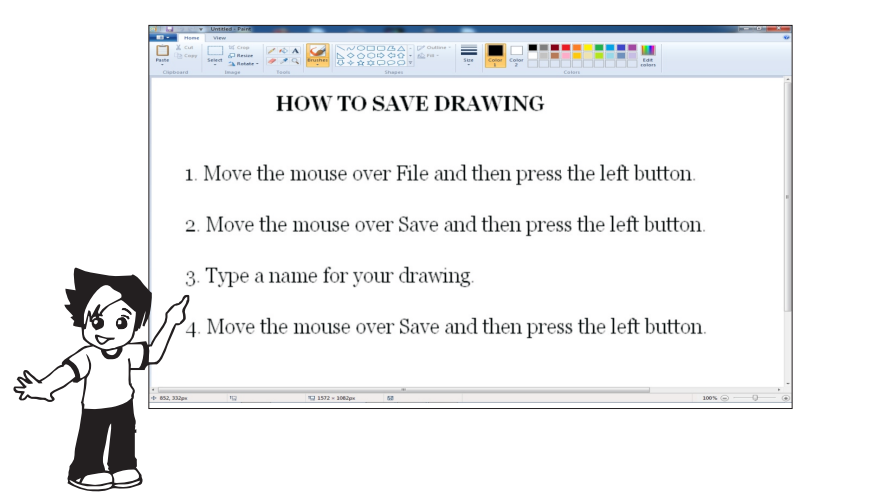 Untitled - Paint
Home View
Paste
Cut
Copy
Select
Crop
Resize
Rotate
A
Brushes
Outline
Fill
Size
Color 1
Color 2
Edit colors
Clipboard Image Tools Shapes Colors
HOW TO SAVE DRAWING
1. Move the mouse over File and then press the left button.
2. Move the mouse over Save and then press the left button.
3. Type a name for your drawing.
4. Move the mouse over Save and then press the left button.
852, 332px 1572 × 1082px 100%